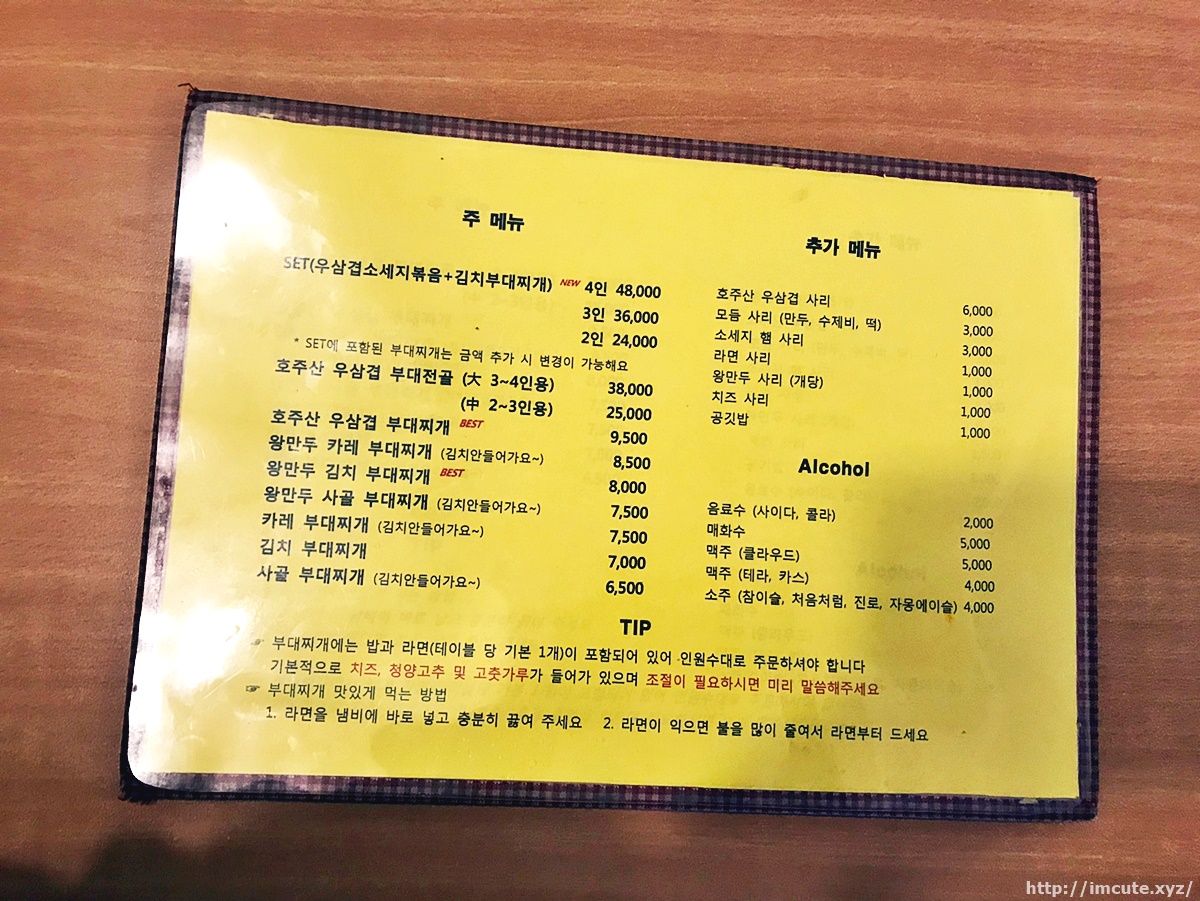 주 메뉴
SET(우삼겹소세지볶음+김치부대찌개) NEW 4인 48,000
3인 36,000
2인 24,000
* SET에 포함된 부대찌개는 금액 추가 시 변경이 가능해요
호주산 우삼겹 부대전골 (大 3~4인용) 38,000
(中 2~3인용) 25,000
호주산 우삼겹 부대찌개 BEST 9,500
왕만두 카레 부대찌개 (김치안들어가요~) 8,500
왕만두 김치 부대찌개 BEST 8,000
왕만두 사골 부대찌개 (김치안들어가요~) 7,500
카레 부대찌개 (김치안들어가요~) 7,500
김치 부대찌개 7,000
사골 부대찌개 (김치안들어가요~) 6,500
추가 메뉴
호주산 우삼겹 사리 6,000
모듬 사리 (만두, 수제비, 떡) 3,000
소세지 햄 사리 3,000
라면 사리 1,000
왕만두 사리 (개당) 1,000
치즈 사리 1,000
공깃밥 1,000
Alcohol
음료수 (사이다, 콜라) 2,000
매화수 5,000
맥주 (클라우드) 5,000
맥주 (테라, 카스) 4,000
소주 (참이슬, 처음처럼, 진로, 자몽에이슬) 4,000
TIP
☞ 부대찌개에는 밥과 라면(테이블 당 기본 1개)이 포함되어 있어 인원수대로 주문하셔야 합니다
기본적으로 치즈, 청양고추 및 고춧가루가 들어가 있으며 조절이 필요하시면 미리 말씀해주세요
☞ 부대찌개 맛있게 먹는 방법
1. 라면을 냄비에 바로 넣고 충분히 끓여 주세요 2. 라면이 익으면 불을 많이 줄여서 라면부터 드세요
http://imcute.xyz/